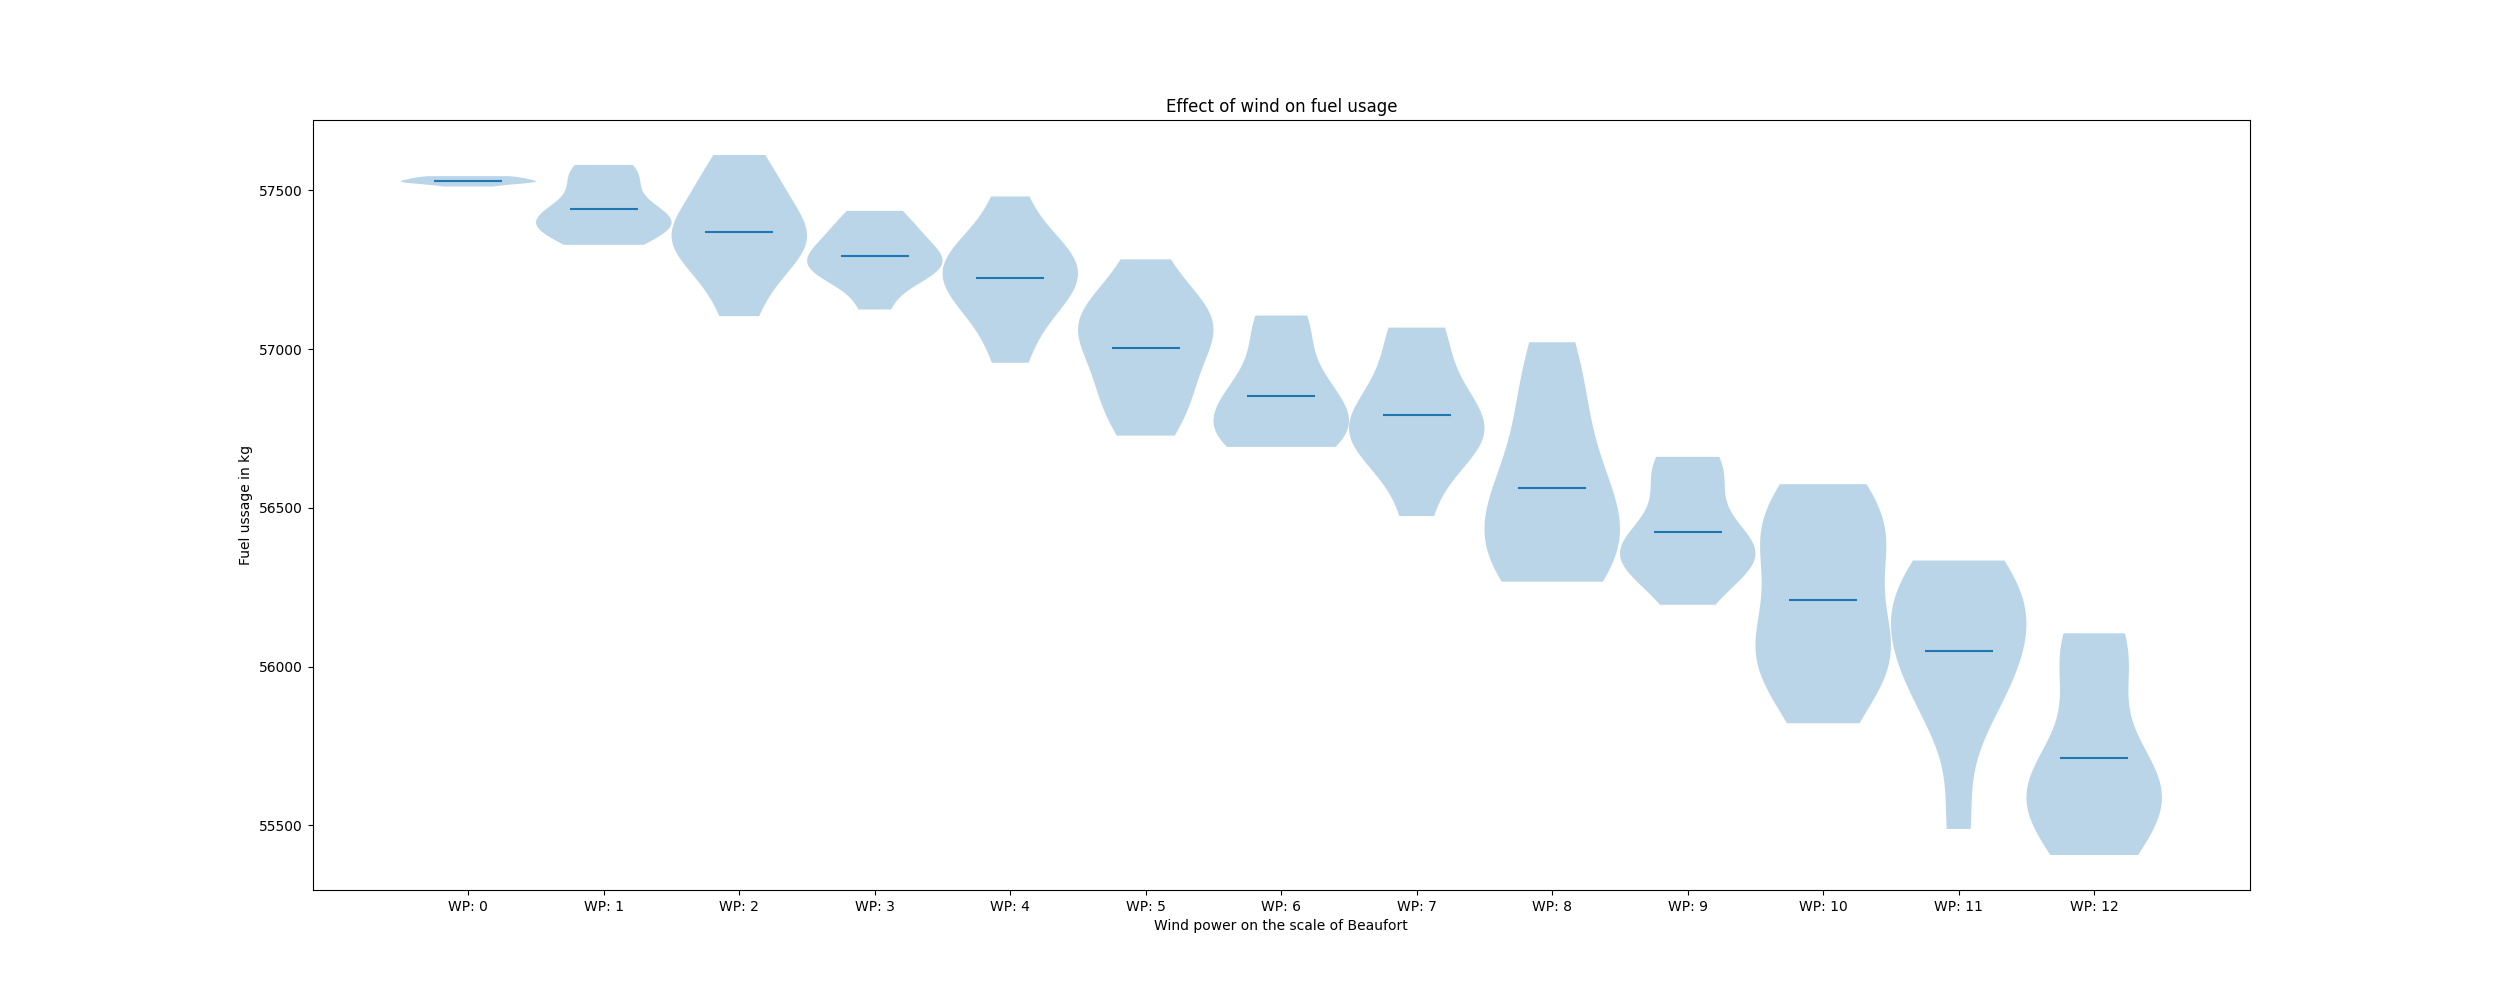 Effect of wind on fuel usage
Fuel ussage in kg
57500
57000
56500
56000
55500
WP: 0 WP: 1 WP: 2 WP: 3 WP: 4 WP: 5 WP: 6 WP: 7 WP: 8 WP: 9 WP: 10 WP: 11 WP: 12
Wind power on the scale of Beaufort